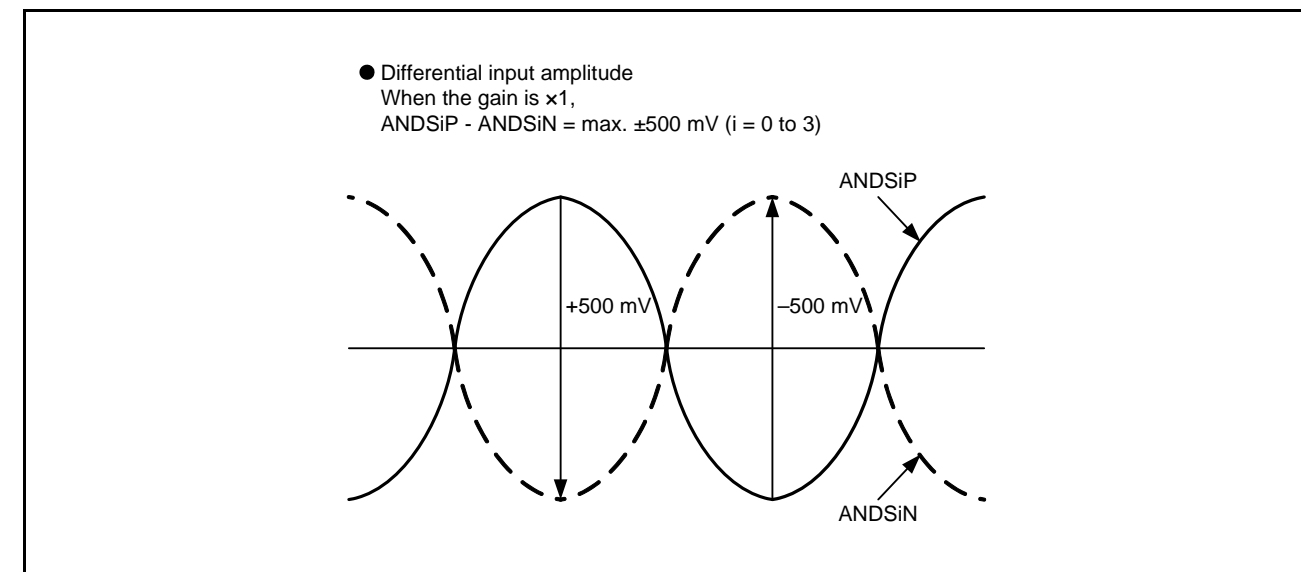 ● Differential input amplitude
When the gain is ×1,
ANDSiP - ANDSiN = max. ±500 mV (i = 0 to 3)
ANDSiP
+500 mV
–500 mV
ANDSiN